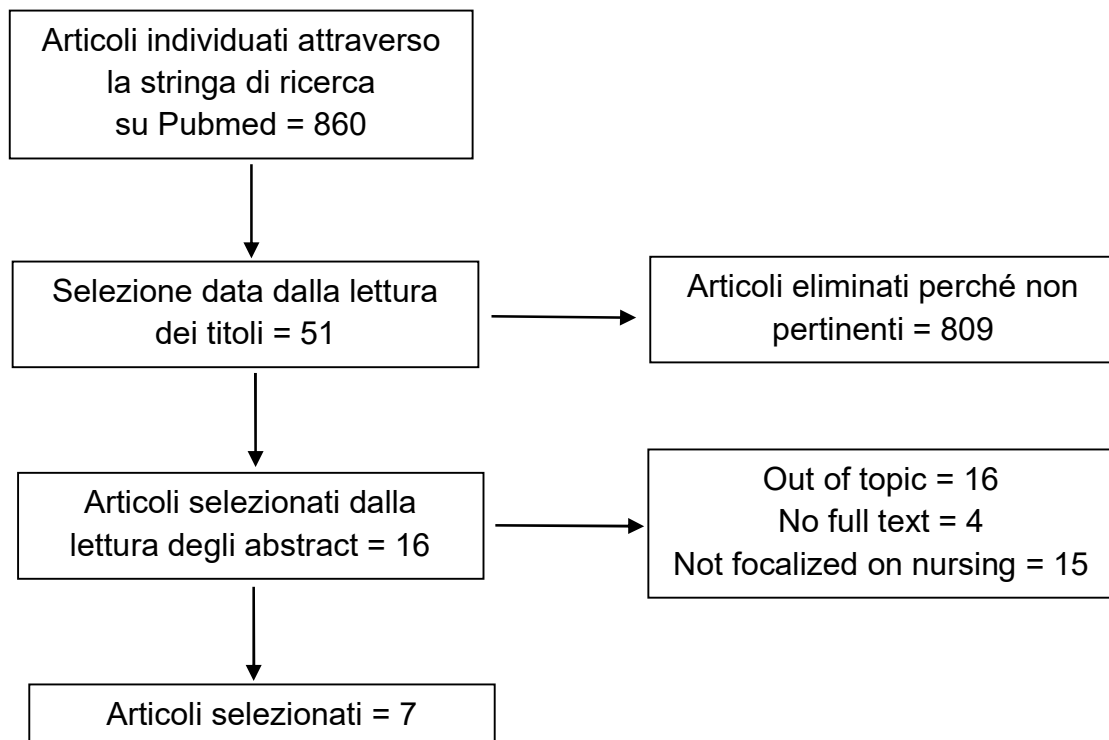 Articoli individuati attraverso
la stringa di ricerca
su Pubmed = 860
Selezione data dalla lettura
dei titoli = 51
Articoli eliminati perché non
pertinenti = 809
Articoli selezionati dalla
lettura degli abstract = 16
Out of topic = 16
No full text = 4
Not focalized on nursing = 15
Articoli selezionati = 7